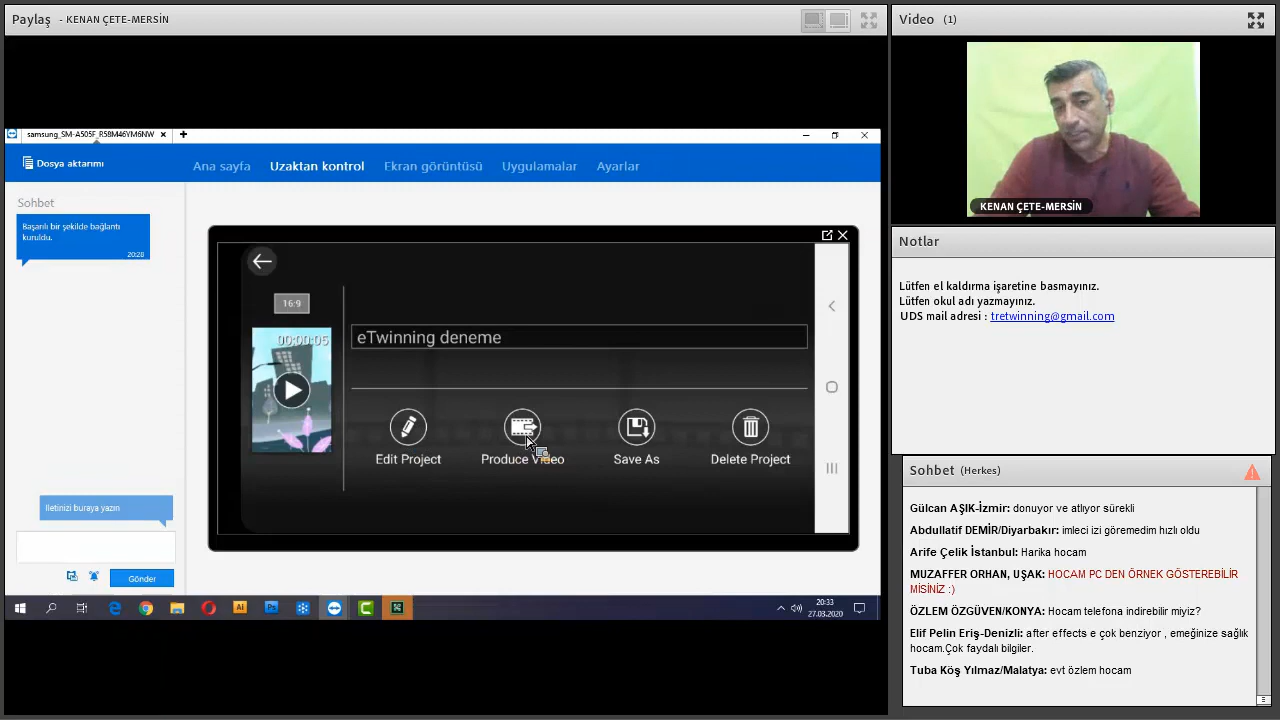 Paylaş - KENAN ÇETE-MERSİN
samsung_SM-A505F_R58M46YM6NW
Dosya aktarımı
Ana sayfa Uzaktan kontrol Ekran görüntüsü Uygulamalar Ayarlar
Sohbet
Başarılı bir şekilde bağlantı
kuruldu.
20:28
16:9
00:00:05
eTwinning deneme
Edit Project Produce Video Save As Delete Project
İletinizi buraya yazın
Gönder
20:33
27.03.2020
Video (1)
KENAN ÇETE-MERSİN
Notlar
Lütfen el kaldırma işaretine basmayınız.
Lütfen okul adı yazmayınız.
UDS mail adresi : tretwinning@gmail.com
Sohbet (Herkes)
Gülcan AŞIK-İzmir: donuyor ve atlıyor sürekli
Abdullatif DEMİR/Diyarbakır: imleci izi göremedim hızlı oldu
Arife Çelik İstanbul: Harika hocam
MUZAFFER ORHAN, UŞAK: HOCAM PC DEN ÖRNEK GÖSTEREBİLİR
MİSİNİZ :)
ÖZLEM ÖZGÜVEN/KONYA: Hocam telefona indirebilir miyiz?
Elif Pelin Eriş-Denizli: after effects e çok benziyor , emeğinize sağlık
hocam.Çok faydalı bilgiler.
Tuba Köş Yılmaz/Malatya: evt özlem hocam